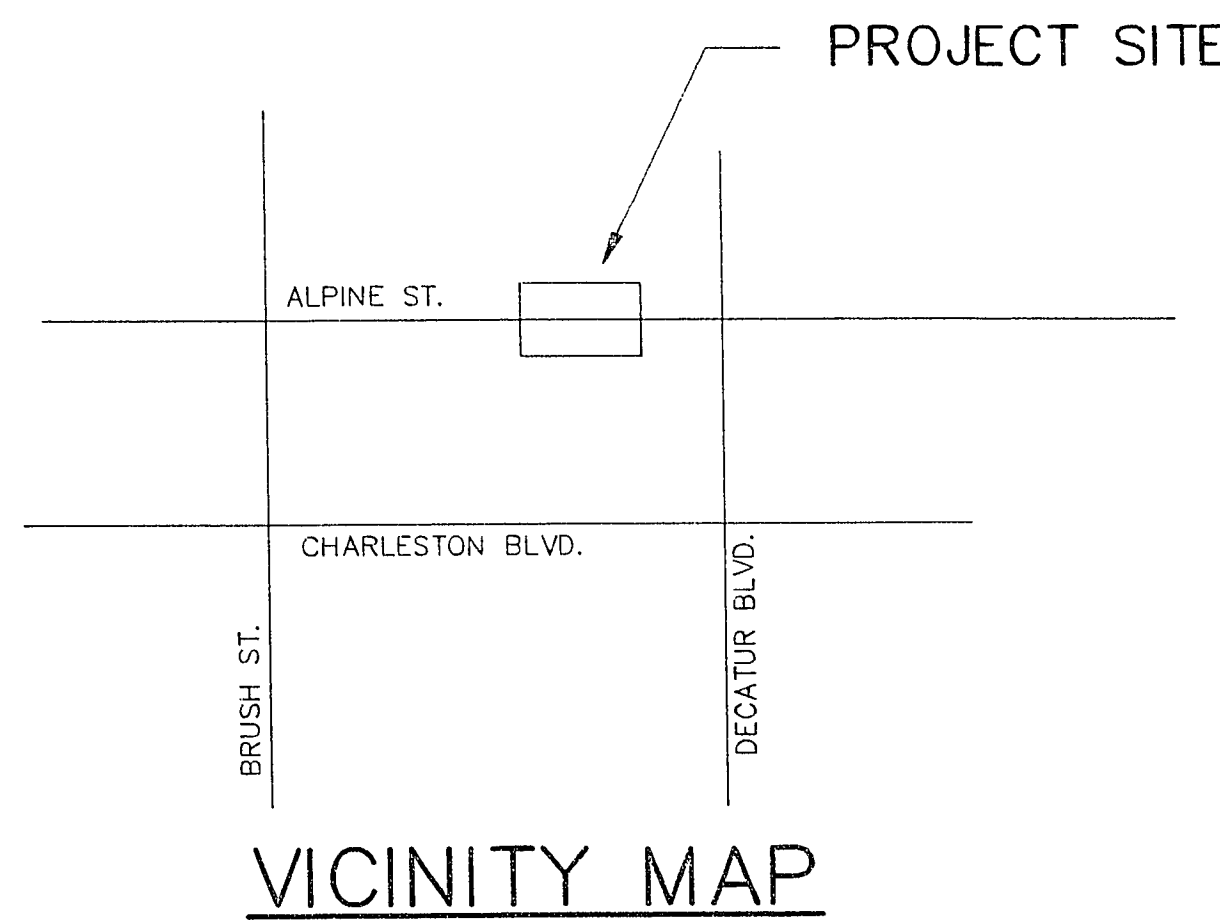 PROJECT SITE
ALPINE ST.
CHARLESTON BLVD.
BRUSH ST.
DECATUR BLVD.
VICINITY MAP